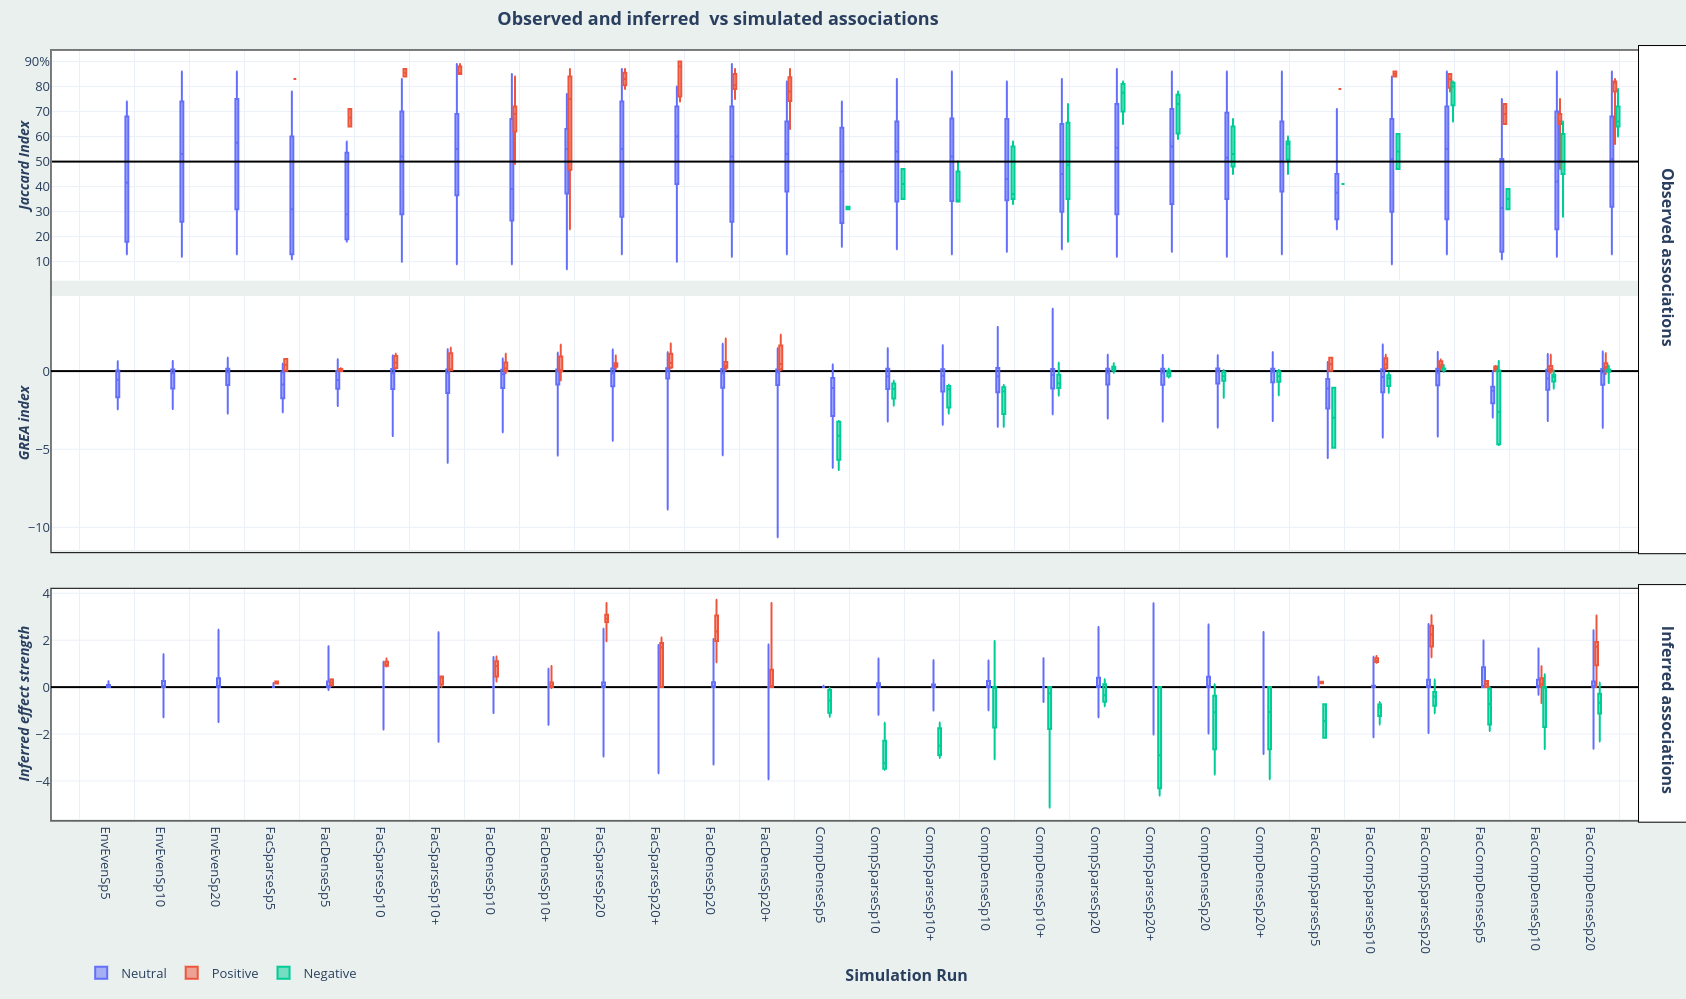 Observed and inferred  vs simulated associations
90%
80
70
60
50
40
30
20
10
Jaccard Index
Observed associations
0
−5
−10
GREA index
4
2
0
−2
−4
Inferred effect strength
Inferred associations
EnvEvenSp5
EnvEvenSp10
EnvEvenSp20
FacSparseSp5
FacDenseSp5
FacSparseSp10
FacSparseSp10+
FacDenseSp10
FacDenseSp10+
FacSparseSp20
FacSparseSp20+
FacDenseSp20
FacDenseSp20+
CompDenseSp5
CompSparseSp10
CompSparseSp10+
CompDenseSp10
CompDenseSp10+
CompSparseSp20
CompSparseSp20+
CompDenseSp20
CompDenseSp20+
FacCompSparseSp5
FacCompSparseSp10
FacCompSparseSp20
FacCompDenseSp5
FacCompDenseSp10
FacCompDenseSp20
Neutral Positive Negative
Simulation Run